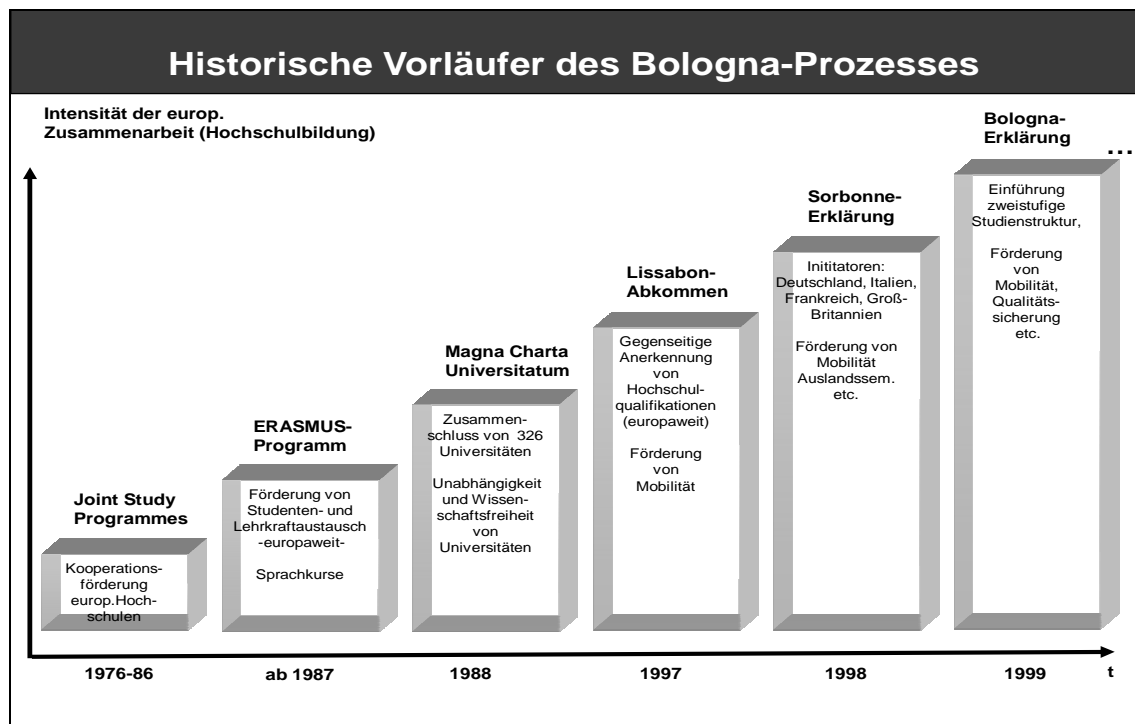 Historische Vorläufer des Bologna-Prozesses
Intensität der europ.
Zusammenarbeit (Hochschulbildung)
Joint Study
Programmes
Kooperations-
förderung
europ.Hoch-
schulen
1976-86
ERASMUS-
Programm
Förderung von
Studenten- und
Lehrkraftaustausch
-europaweit-
Sprachkurse
ab 1987
Magna Charta
Universitatum
Zusammen-
schluss von 326
Universitäten
Unabhängigkeit
und Wissen-
schaftsfreiheit
von
Universitäten
1988
Lissabon-
Abkommen
Gegenseitige
Anerkennung
von
Hochschul-
qualifikationen
(europaweit)
Förderung
von
Mobilität
1997
Sorbonne-
Erklärung
Inititatoren:
Deutschland, Italien,
Frankreich, Groß-
Britannien
Förderung von
Mobilität
Auslandssem.
etc.
1998
Bologna-
Erklärung
...
Einführung
zweistufige
Studienstruktur,
Förderung
von
Mobilität,
Qualitäts-
sicherung
etc.
1999
t